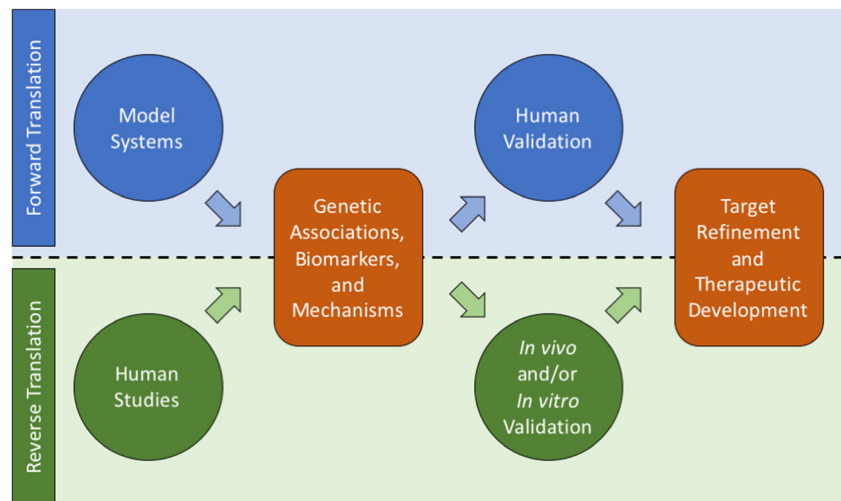 Forward Translation
Model
Systems
Human
Validation
Genetic
Associations,
Biomarkers,
and
Mechanisms
Target
Refinement
and
Therapeutic
Development
Reverse Translation
Human
Studies
In vivo
and/or
In vitro
Validation